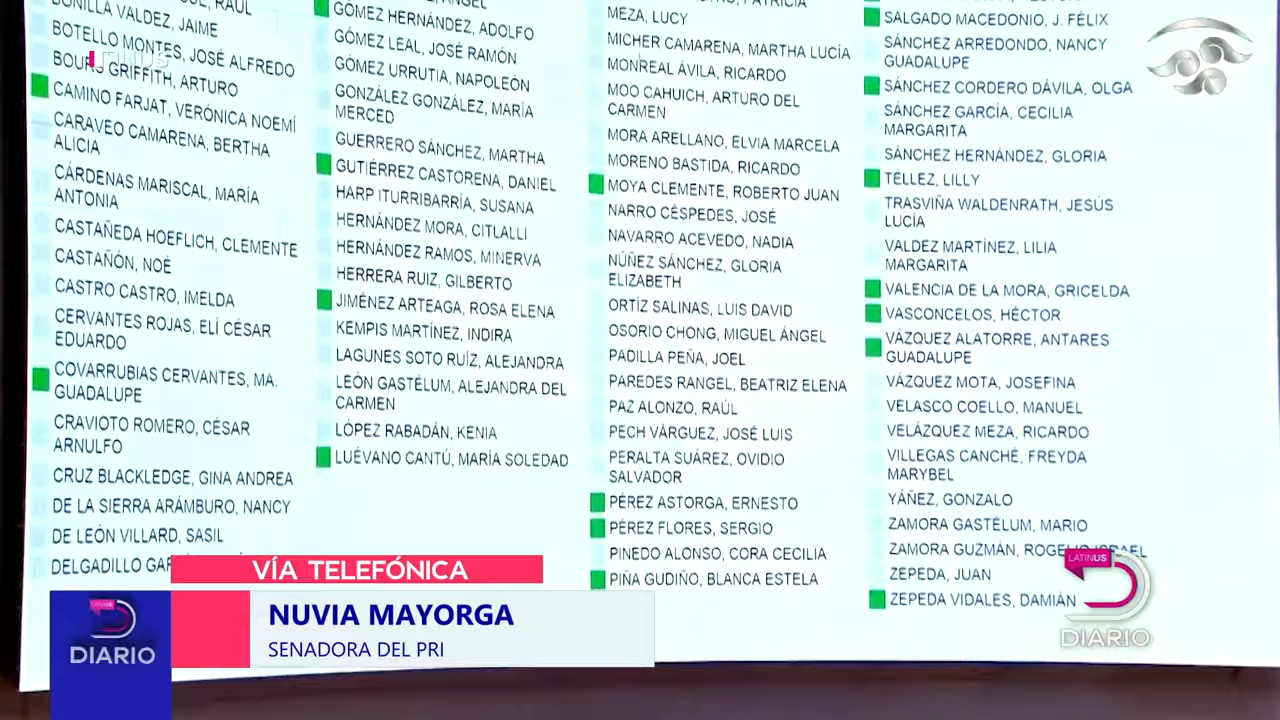 BONILLA VALDEZ, JAIME
BOTELLO MONTES, JOSÉ ALFREDO
BOURS GRIFFITH, ARTURO
CAMINO FARJAT, VERÓNICA NOEMÍ
CARAVEO CAMARENA, BERTHA
ALICIA
CÁRDENAS MARISCAL, MARÍA
ANTONIA
CASTAÑEDA HOEFLICH, CLEMENTE
CASTAÑÓN, NOÉ
CASTRO CASTRO, IMELDA
CERVANTES ROJAS, ELÍ CÉSAR
EDUARDO
COVARRUBIAS CERVANTES, MA.
GUADALUPE
CRAVIOTO ROMERO, CÉSAR
ARNULFO
CRUZ BLACKLEDGE, GINA ANDREA
DE LA SIERRA ARÁMBURO, NANCY
DE LEÓN VILLARD, SASIL
DELGADILLO
GÓMEZ HERNÁNDEZ, ADOLFO
GÓMEZ LEAL, JOSÉ RAMÓN
GÓMEZ URRUTIA, NAPOLEÓN
GONZÁLEZ GONZÁLEZ, MARÍA
MERCED
GUERRERO SÁNCHEZ, MARTHA
GUTIÉRREZ CASTORENA, DANIEL
HARP ITURRIBARRÍA, SUSANA
HERNÁNDEZ MORA, CITLALLI
HERNÁNDEZ RAMOS, MINERVA
HERRERA RUIZ, GILBERTO
JIMÉNEZ ARTEAGA, ROSA ELENA
KEMPIS MARTÍNEZ, INDIRA
LAGUNES SOTO RUÍZ, ALEJANDRA
LEÓN GASTÉLUM, ALEJANDRA DEL
CARMEN
LÓPEZ RABADÁN, KENIA
LUÉVANO CANTÚ, MARÍA SOLEDAD
MEZA, LUCY
MICHER CAMARENA, MARTHA LUCÍA
MONREAL ÁVILA, RICARDO
MOO CAHUICH, ARTURO DEL
CARMEN
MORA ARELLANO, ELVIA MARCELA
MORENO BASTIDA, RICARDO
MOYA CLEMENTE, ROBERTO JUAN
NARRO CÉSPEDES, JOSÉ
NAVARRO ACEVEDO, NADIA
NÚÑEZ SÁNCHEZ, GLORIA
ELIZABETH
ORTÍZ SALINAS, LUIS DAVID
OSORIO CHONG, MIGUEL ÁNGEL
PADILLA PEÑA, JOEL
PAREDES RANGEL, BEATRIZ ELENA
PAZ ALONZO, RAÚL
PECH VÁRGUEZ, JOSÉ LUIS
PERALTA SUÁREZ, OVIDIO
SALVADOR
PÉREZ ASTORGA, ERNESTO
PÉREZ FLORES, SERGIO
PINEDO ALONSO, CORA CECILIA
PIÑA GUDIÑO, BLANCA ESTELA
SALGADO MACEDONIO, J. FÉLIX
SÁNCHEZ ARREDONDO, NANCY
GUADALUPE
SÁNCHEZ CORDERO DÁVILA, OLGA
SÁNCHEZ GARCÍA, CECILIA
MARGARITA
SÁNCHEZ HERNÁNDEZ, GLORIA
TÉLLEZ, LILLY
TRASVIÑA WALDENRATH, JESÚS
LUCÍA
VALDEZ MARTÍNEZ, LILIA
MARGARITA
VALENCIA DE LA MORA, GRICELDA
VASCONCELOS, HÉCTOR
VÁZQUEZ ALATORRE, ANTARES
GUADALUPE
VÁZQUEZ MOTA, JOSEFINA
VELASCO COELLO, MANUEL
VELÁZQUEZ MEZA, RICARDO
VILLEGAS CANCHÉ, FREYDA
MARYBEL
YÁÑEZ, GONZALO
ZAMORA GASTÉLUM, MARIO
ZAMORA GUZMÁN, ROGELIO ISRAEL
ZEPEDA, JUAN
ZEPEDA VIDALES, DAMIÁN
VÍA TELEFÓNICA
NUVIA MAYORGA
SENADORA DEL PRI
LATINUS
DIARIO
LATINUS
DIARIO
LATINUS